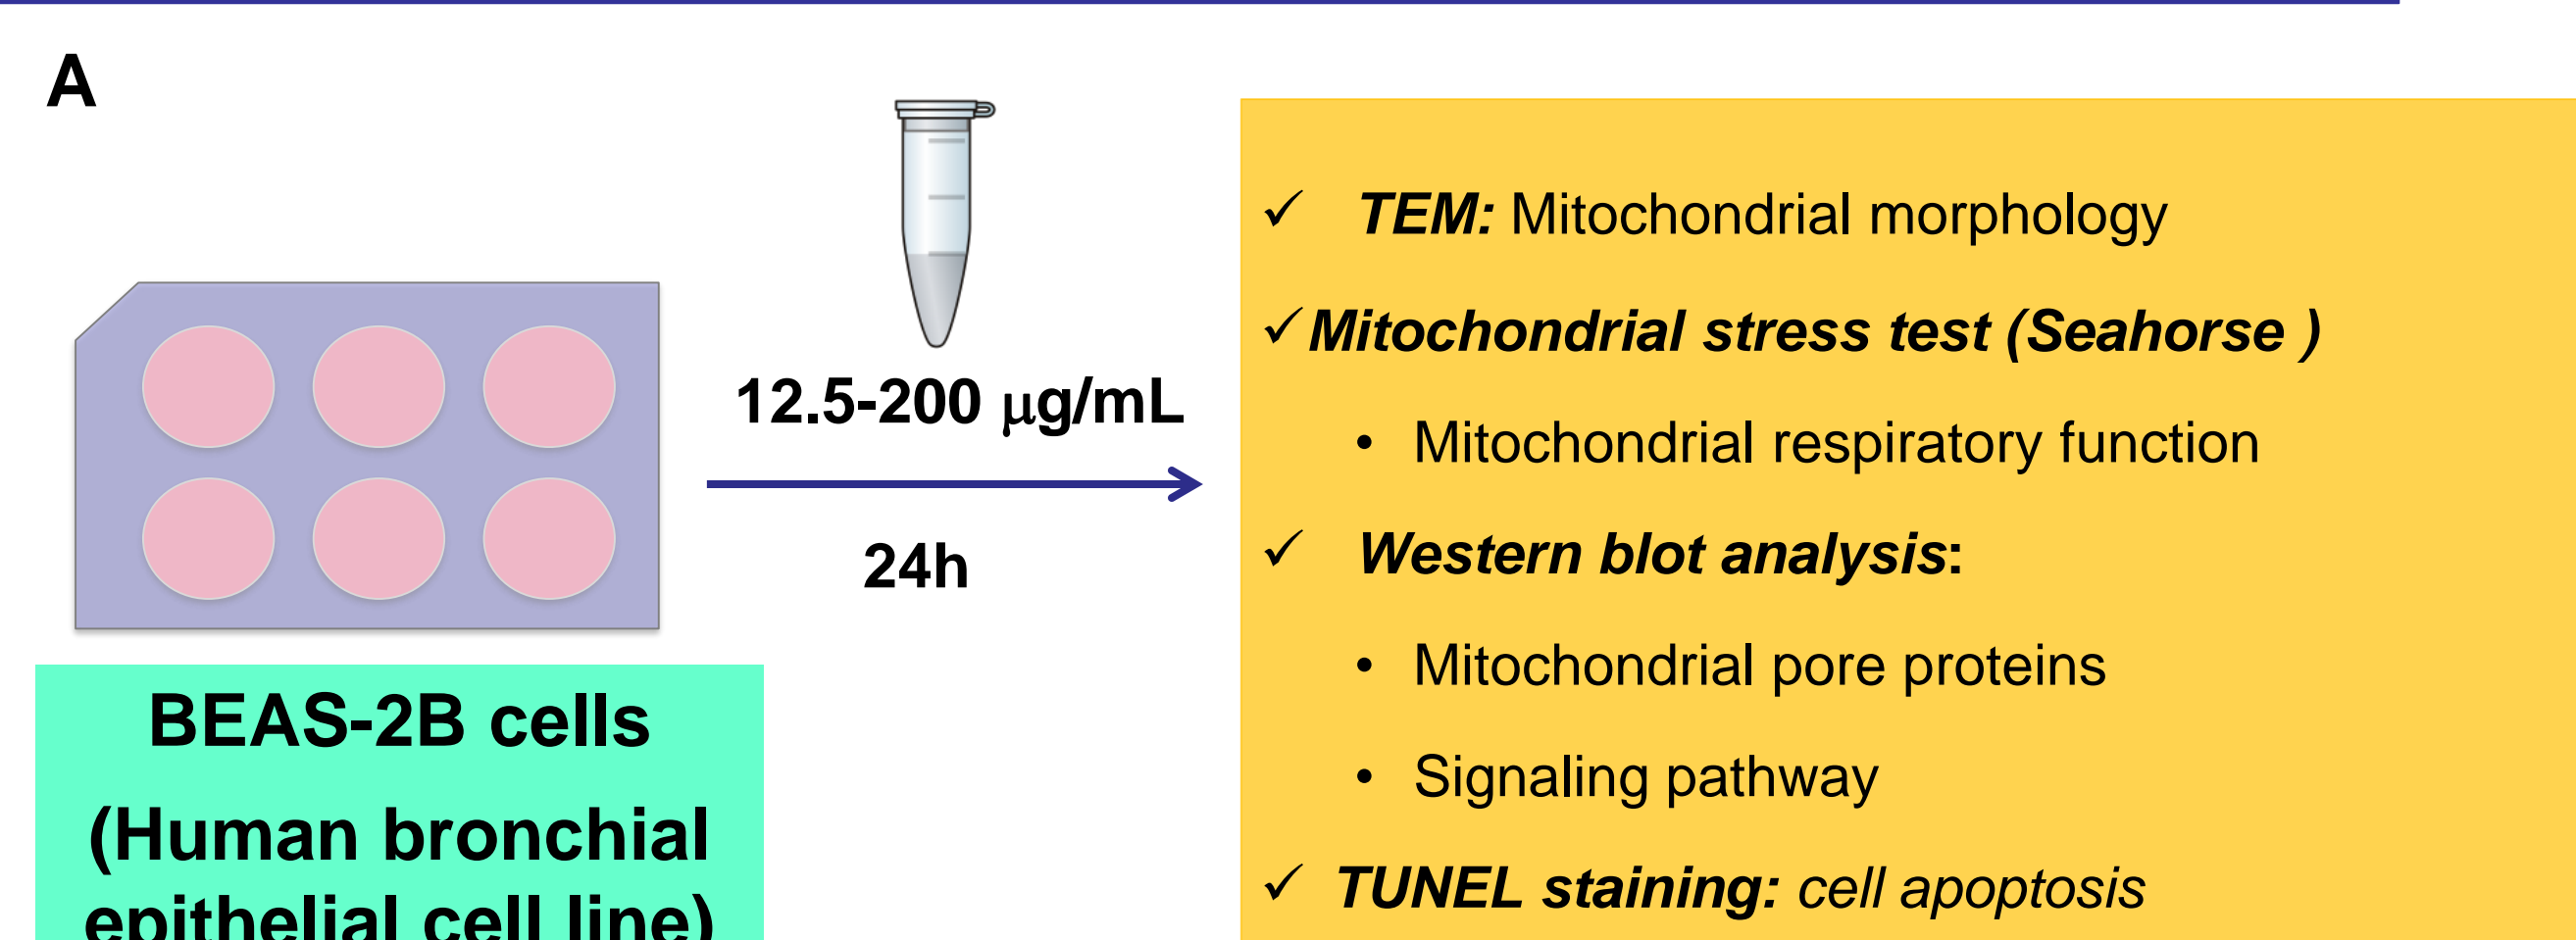 A
12.5-200 μg/mL
24h
BEAS-2B cells
(Human bronchial
epithelial cell line)
✓ TEM: Mitochondrial morphology
✓ Mitochondrial stress test (Seahorse )
• Mitochondrial respiratory function
✓ Western blot analysis:
• Mitochondrial pore proteins
• Signaling pathway
✓ TUNEL staining: cell apoptosis